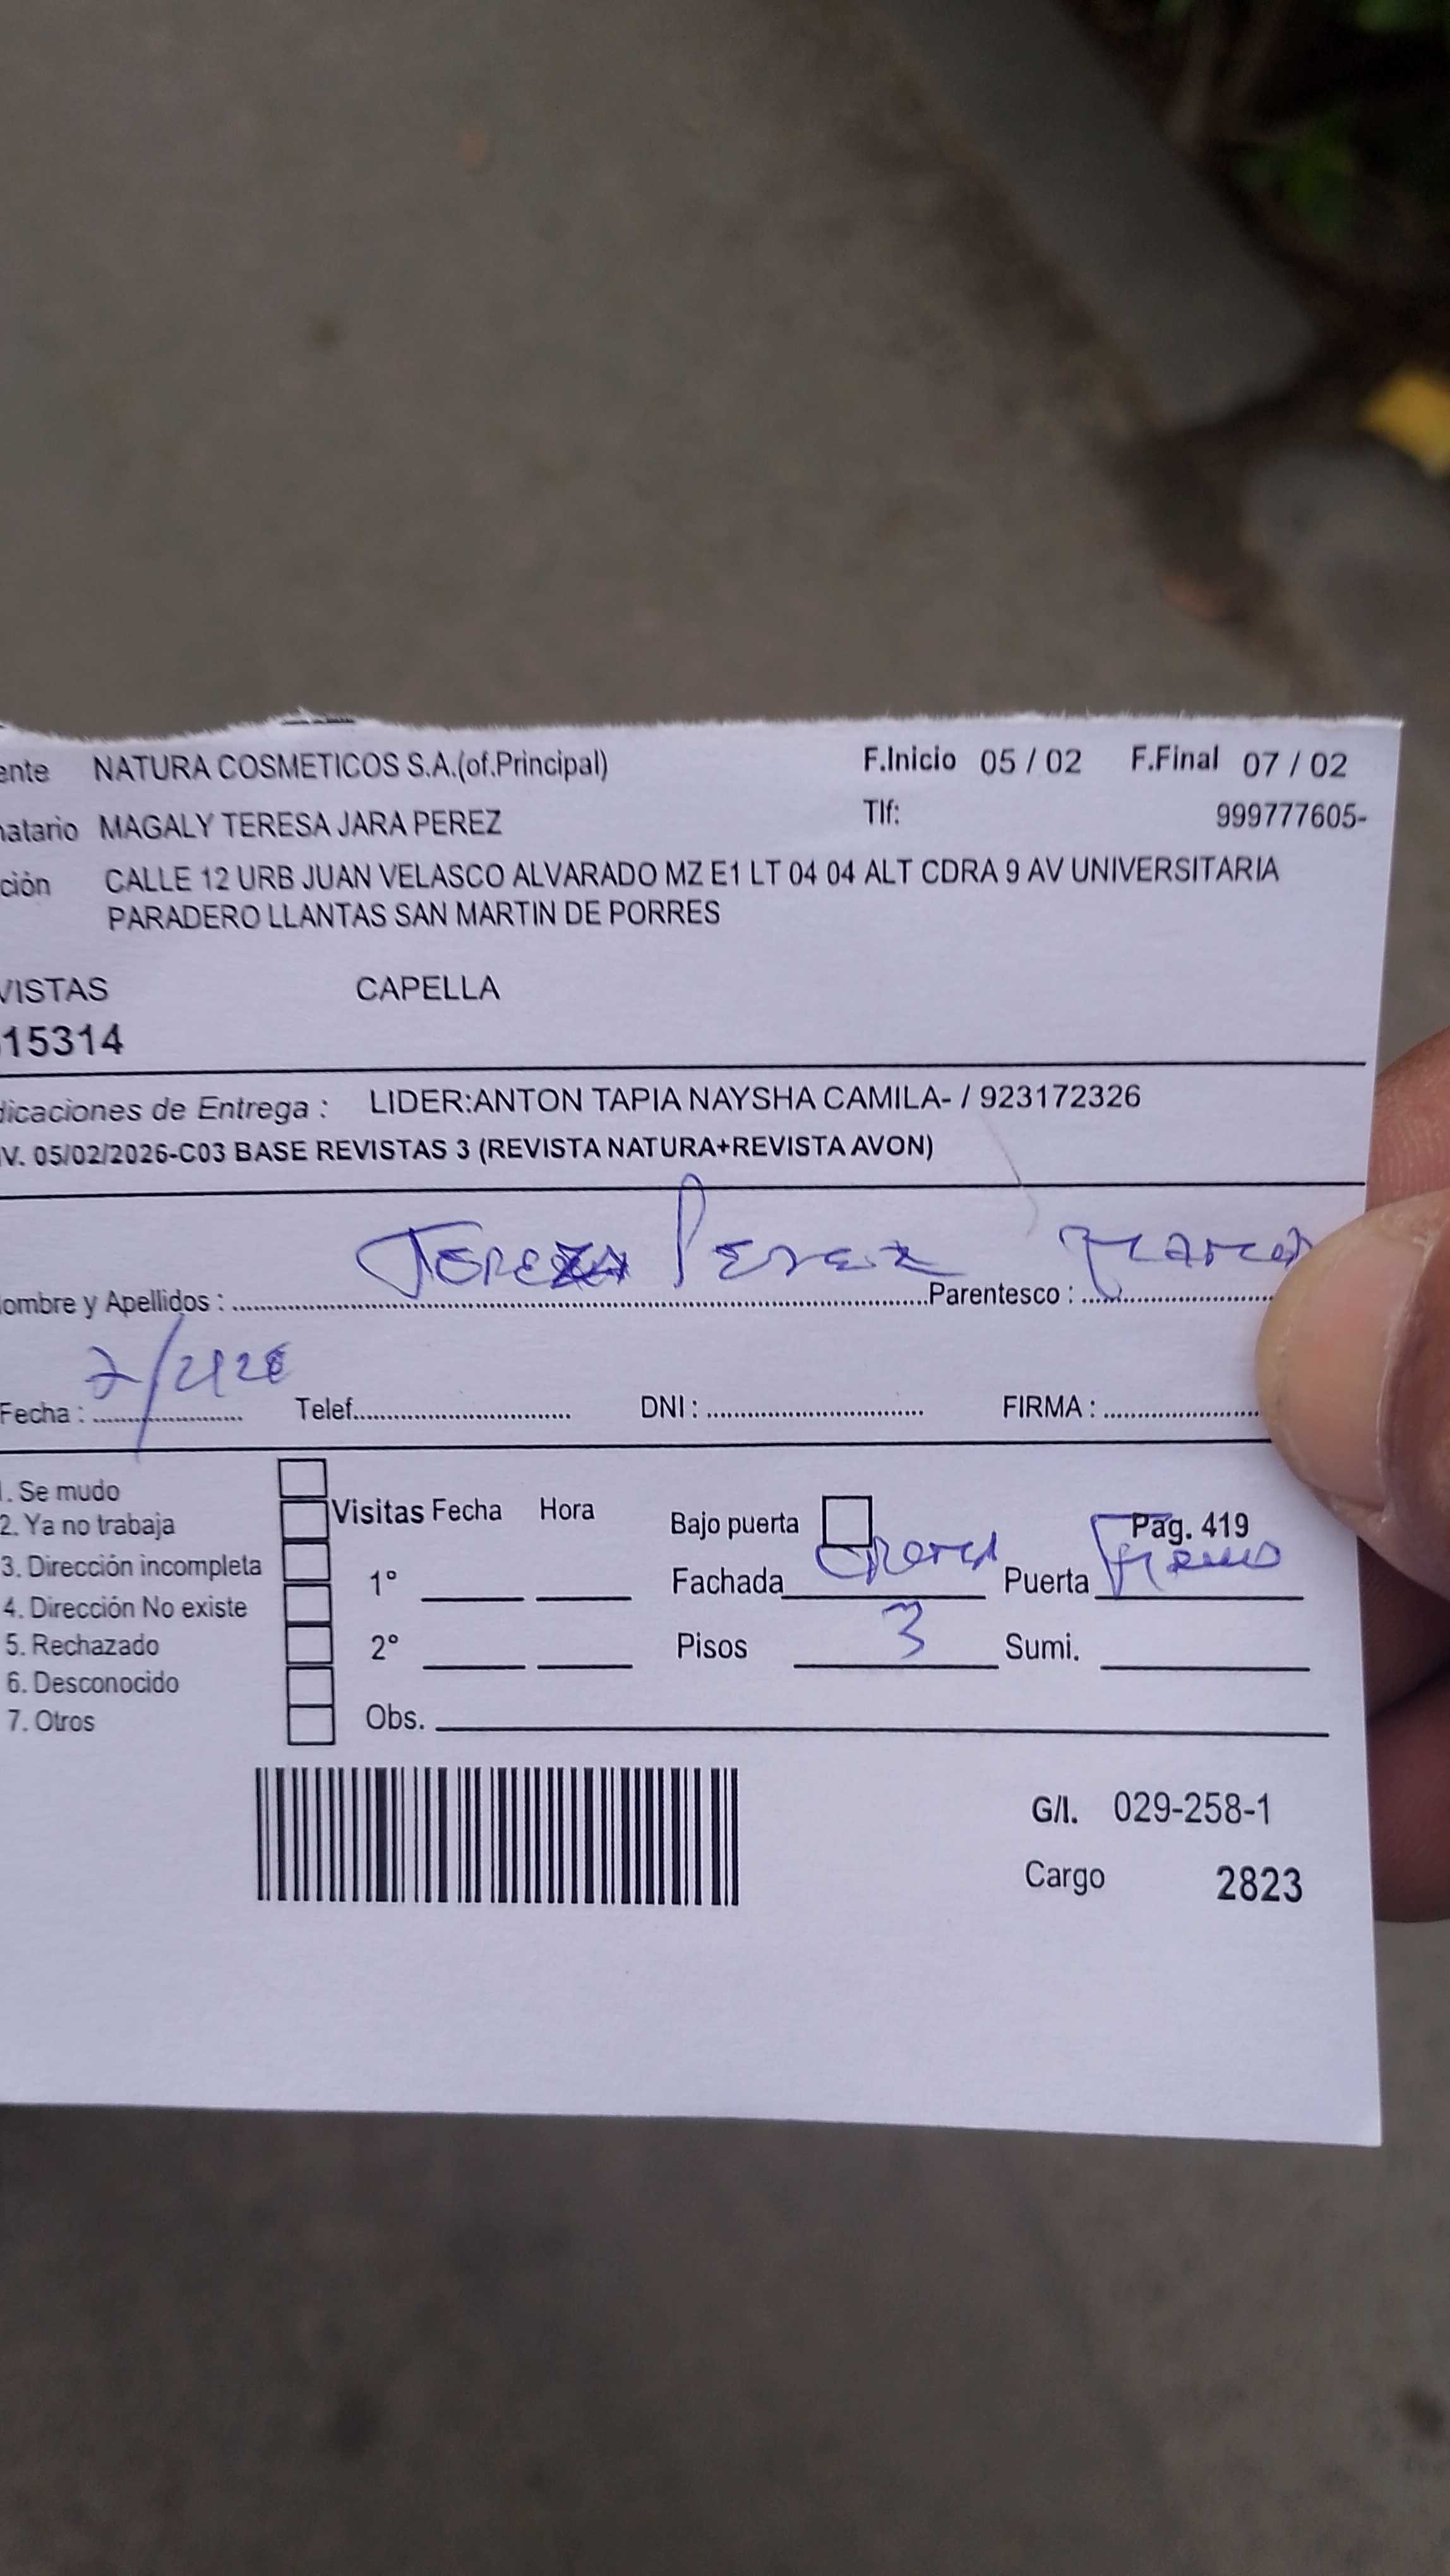 ente NATURA COSMETICOS S.A.(of.Principal) F.Inicio 05 / 02 F.Final 07 / 02
natario MAGALY TERESA JARA PEREZ Tlf: 999777605-
ción CALLE 12 URB JUAN VELASCO ALVARADO MZ E1 LT 04 04 ALT CDRA 9 AV UNIVERSITARIA
PARADERO LLANTAS SAN MARTIN DE PORRES
VISTAS CAPELLA
15314
dicaciones de Entrega : LIDER:ANTON TAPIA NAYSHA CAMILA- / 923172326
V. 05/02/2026-C03 BASE REVISTAS 3 (REVISTA NATURA+REVISTA AVON)
Tereza Perez
ombre y Apellidos : Parentesco :
Fecha : Telef. DNI : FIRMA :
1. Se mudo
2. Ya no trabaja Visitas Fecha Hora Bajo puerta Pag. 419
3. Dirección incompleta 1° Fachada Puerta
4. Dirección No existe
5. Rechazado 2° Pisos 3 Sumi.
6. Desconocido
7. Otros Obs.
G/I. 029-258-1
Cargo 2823